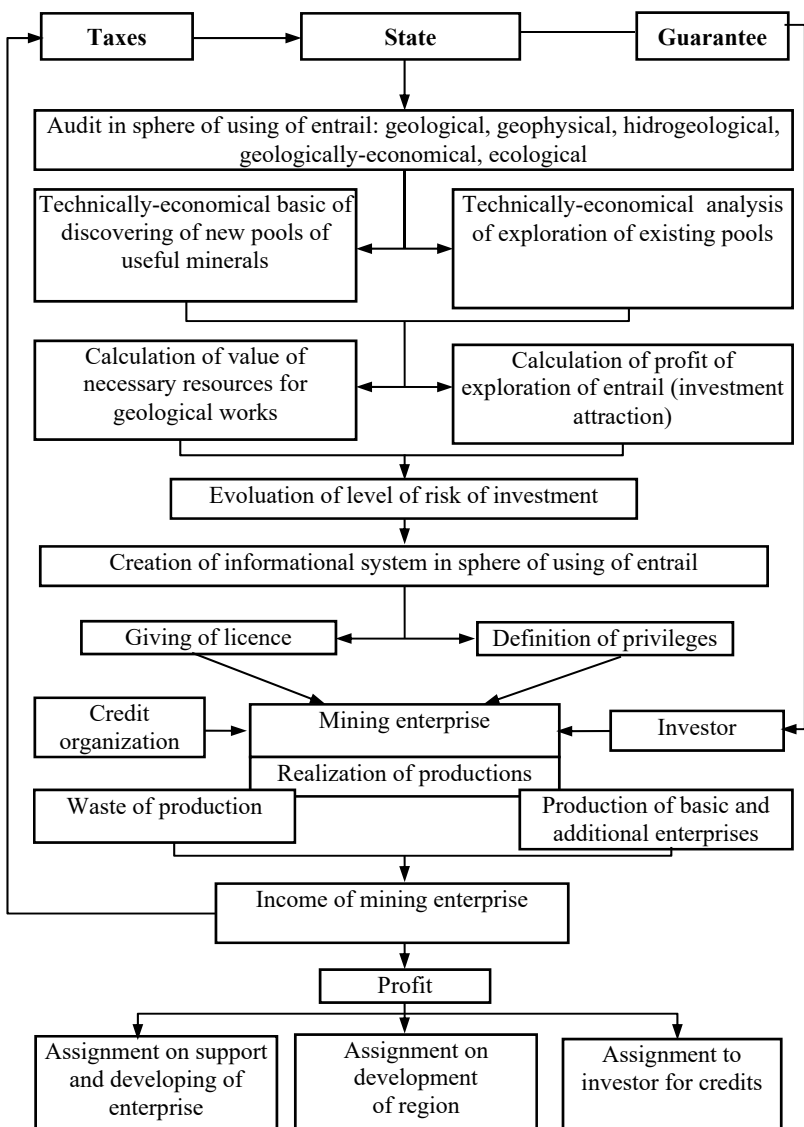 Taxes
State
Guarantee
Audit in sphere of using of entrail: geological, geophysical, hidrogeological,
geologically-economical, ecological
Technically-economical basic of
discovering of new pools of
useful minerals
Technically-economical analysis
of exploration of existing pools
Calculation of value of
necessary resources for
geological works
Calculation of profit of
exploration of entrail (investment
attraction)
Evoluation of level of risk of investment
Creation of informational system in sphere of using of entrail
Giving of licence
Definition of privileges
Credit
organization
Mining enterprise
Investor
Realization of productions
Waste of production
Production of basic and
additional enterprises
Income of mining enterprise
Profit
Assignment on support
and developing of
enterprise
Assignment on
development
of region
Assignment to
investor for credits